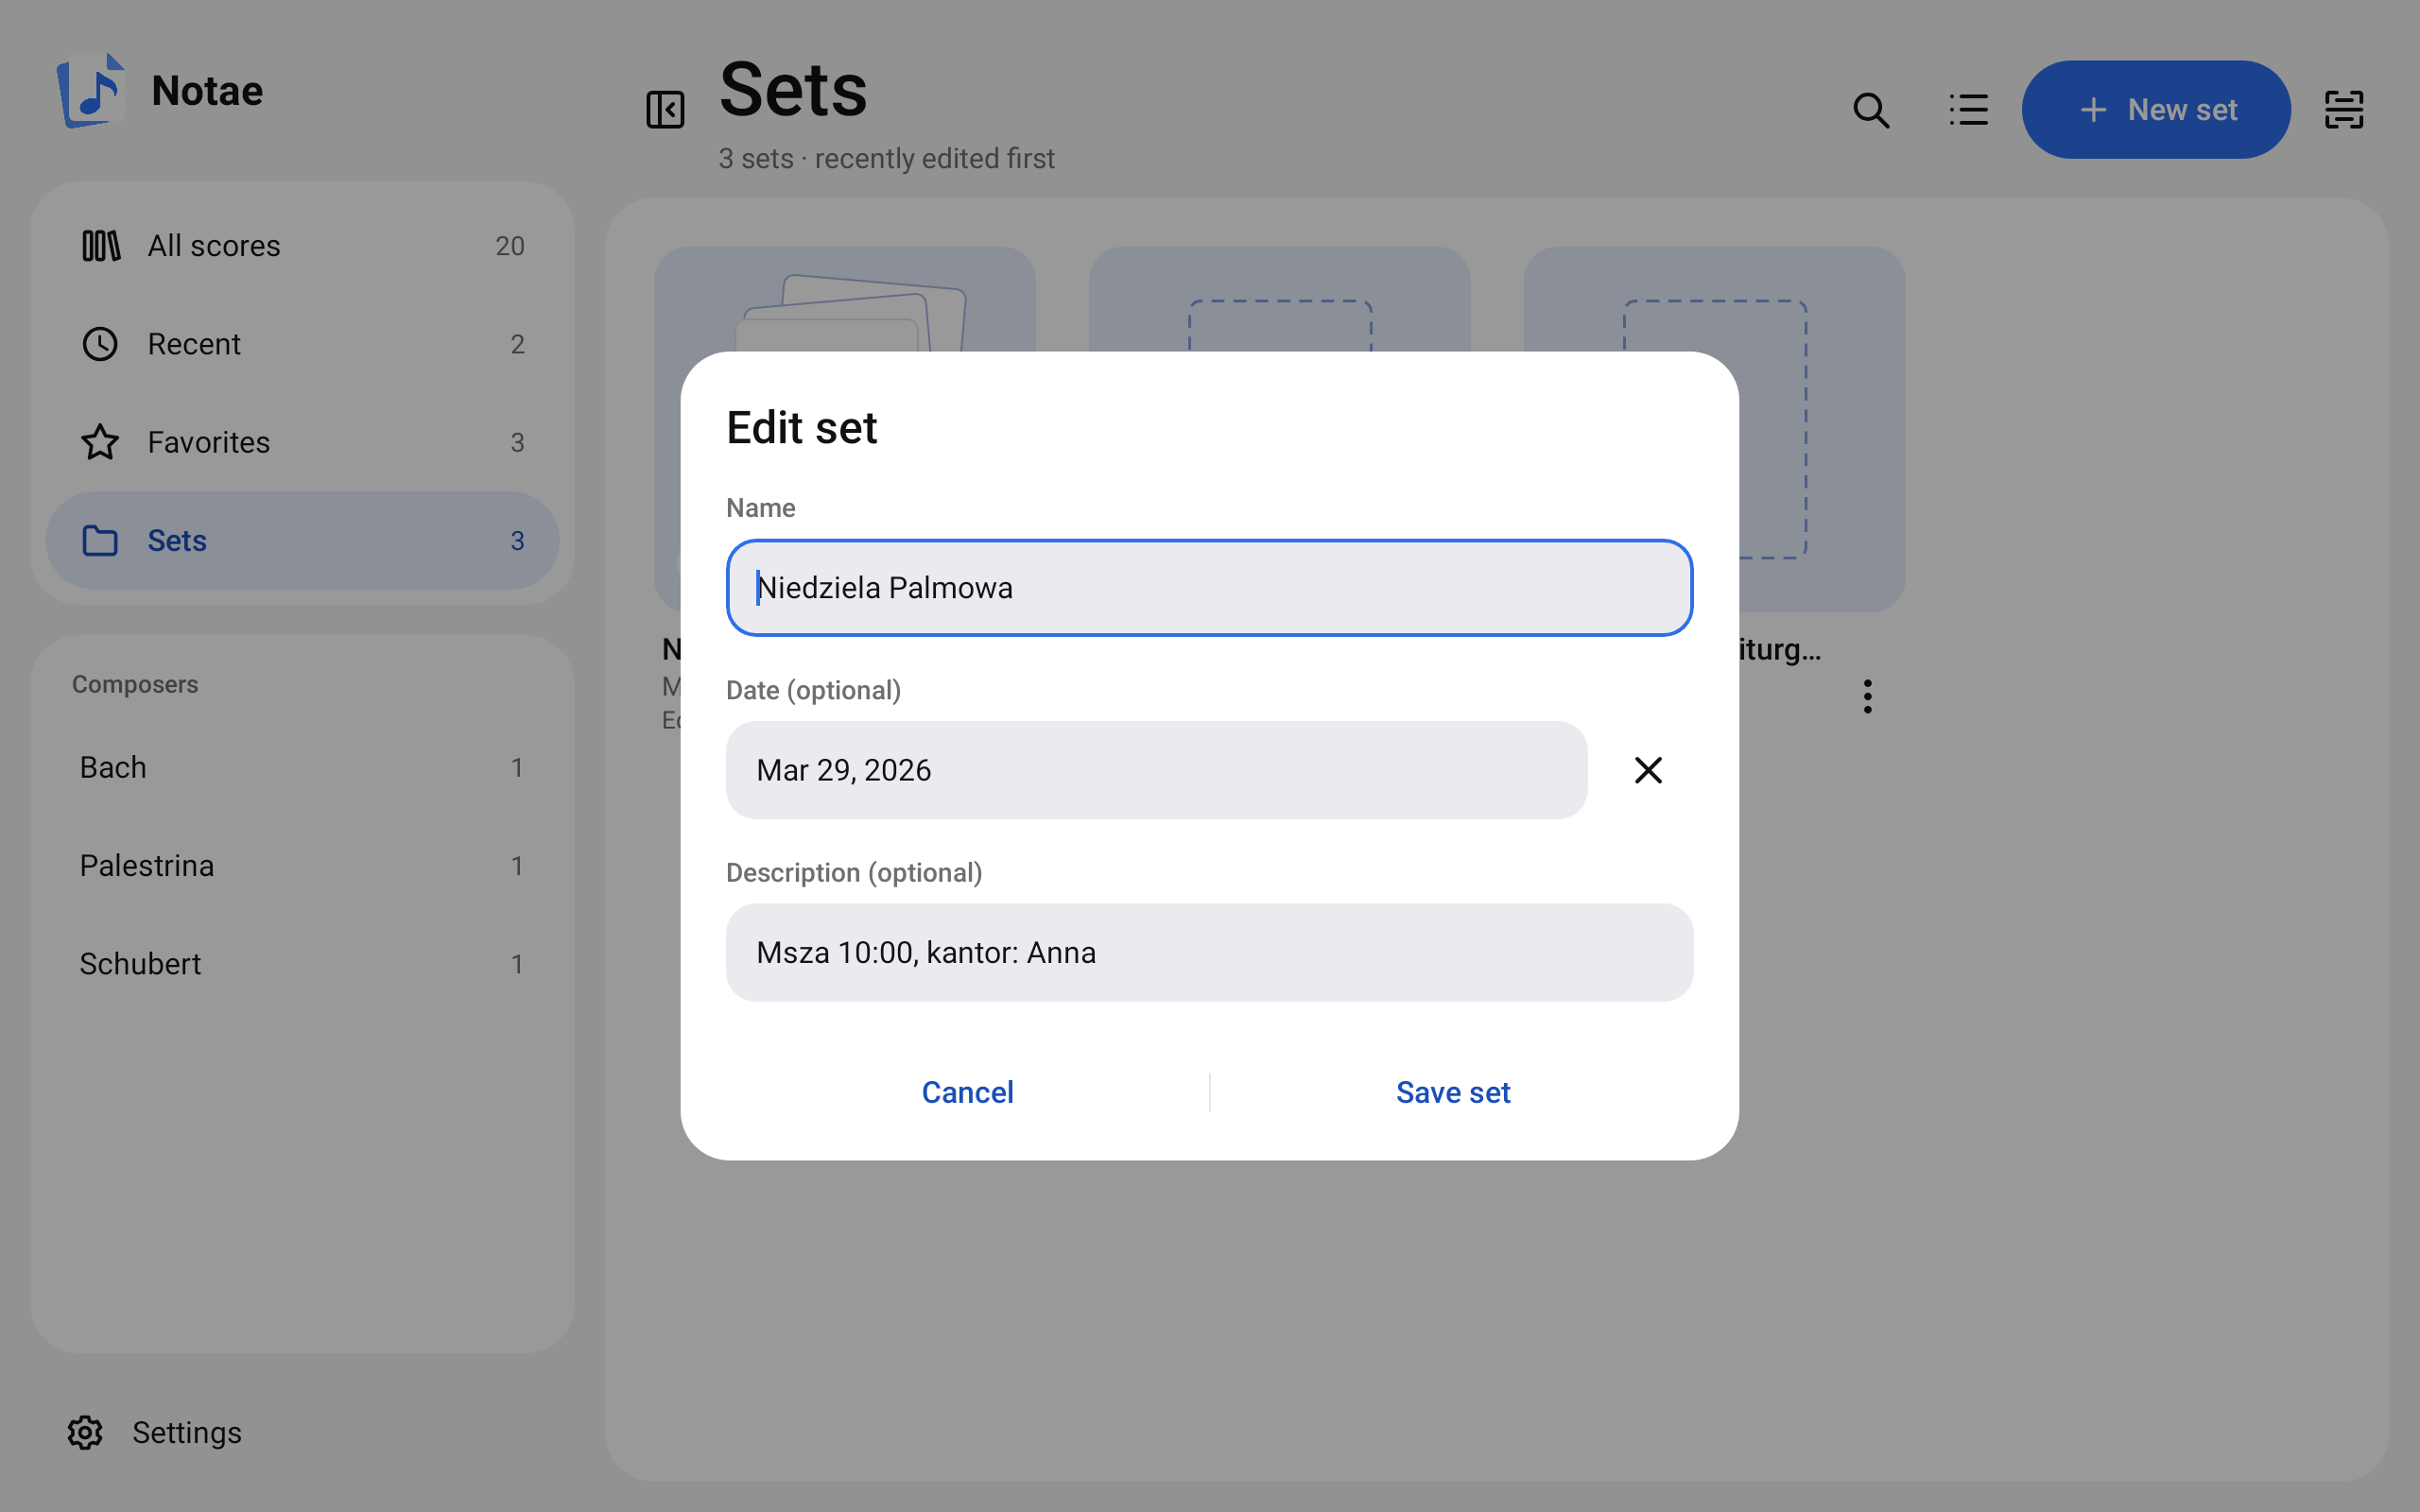 Notae
All scores 20
Recent 2
Favorites 3
Sets 3
Composers
Bach 1
Palestrina 1
Schubert 1
Settings
Sets
3 sets · recently edited first
New set
Edit set
Name
Niedziela Palmowa
Date (optional)
Mar 29, 2026
Description (optional)
Msza 10:00, kantor: Anna
Cancel
Save set
iturg...